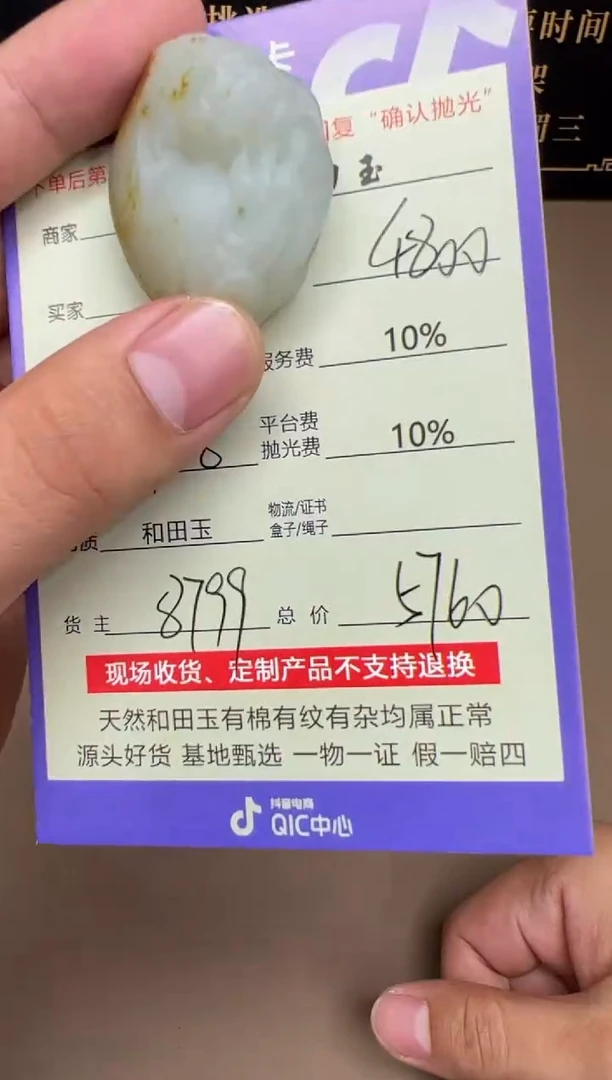 卡
时间
架
三
下单后第 回复“确认抛光”
玉
商家
4800
买家
服务费 10%
平台费
抛光费 10%
物流/证书
盒子/绳子
质 和田玉
货主 8799 总价 5760
现场收货、定制产品不支持退换
天然和田玉有棉有纹有杂均属正常
源头好货 基地甄选 一物一证 假一赔四
抖音电商
QIC中心